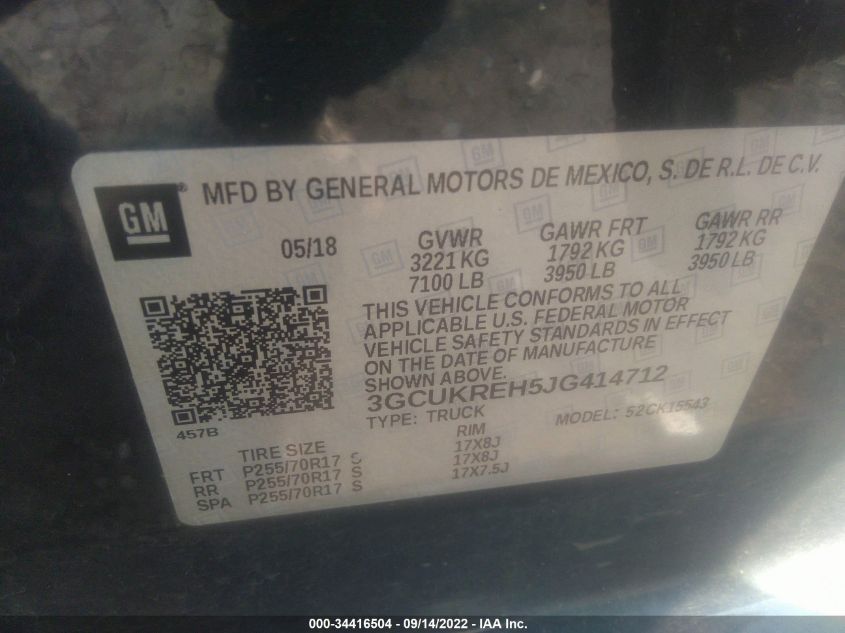 GM® MFD BY GENERAL MOTORS DE MEXICO, S. DE R.L. DE C.V.
05/18 GVWR GAWR FRT GAWR RR
3221 KG 1792 KG 1792 KG
7100 LB 3950 LB 3950 LB
THIS VEHICLE CONFORMS TO ALL
APPLICABLE U.S. FEDERAL MOTOR
VEHICLE SAFETY STANDARDS IN EFFECT
ON THE DATE OF MANUFACTURE
SHOWN ABOVE.
3GCUKREH5JG414712
TYPE: TRUCK MODEL: 52CK15543
457B
TIRE SIZE RIM
FRT P255/70R17 S 17X8J
RR P255/70R17 S 17X8J
SPA P255/70R17 S 17X7.5J
000-34416504 - 09/14/2022 - IAA Inc.